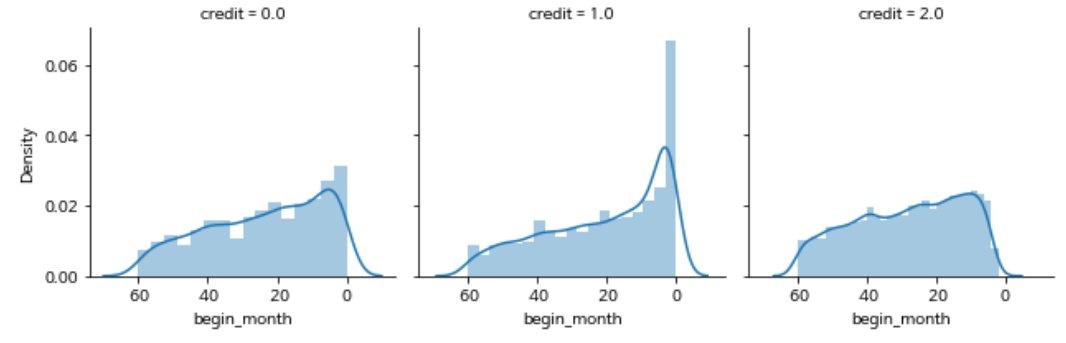 credit = 0.0
credit = 1.0
credit = 2.0
Density
0.06
0.04
0.02
0.00
60 40 20 0
60 40 20 0
60 40 20 0
begin_month
begin_month
begin_month